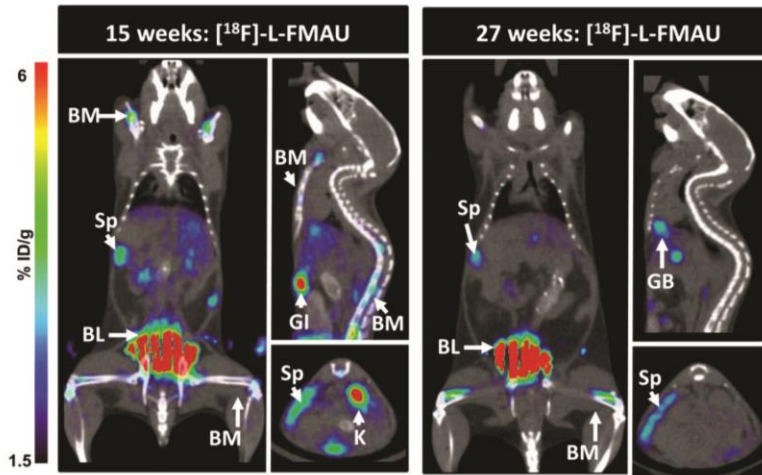 15 weeks: [¹⁸F]-L-FMAU
27 weeks: [¹⁸F]-L-FMAU
6
% ID/g
1.5
BM
Sp
BL
BM
BM
GI
BM
Sp
K
Sp
BL
BM
GB
Sp